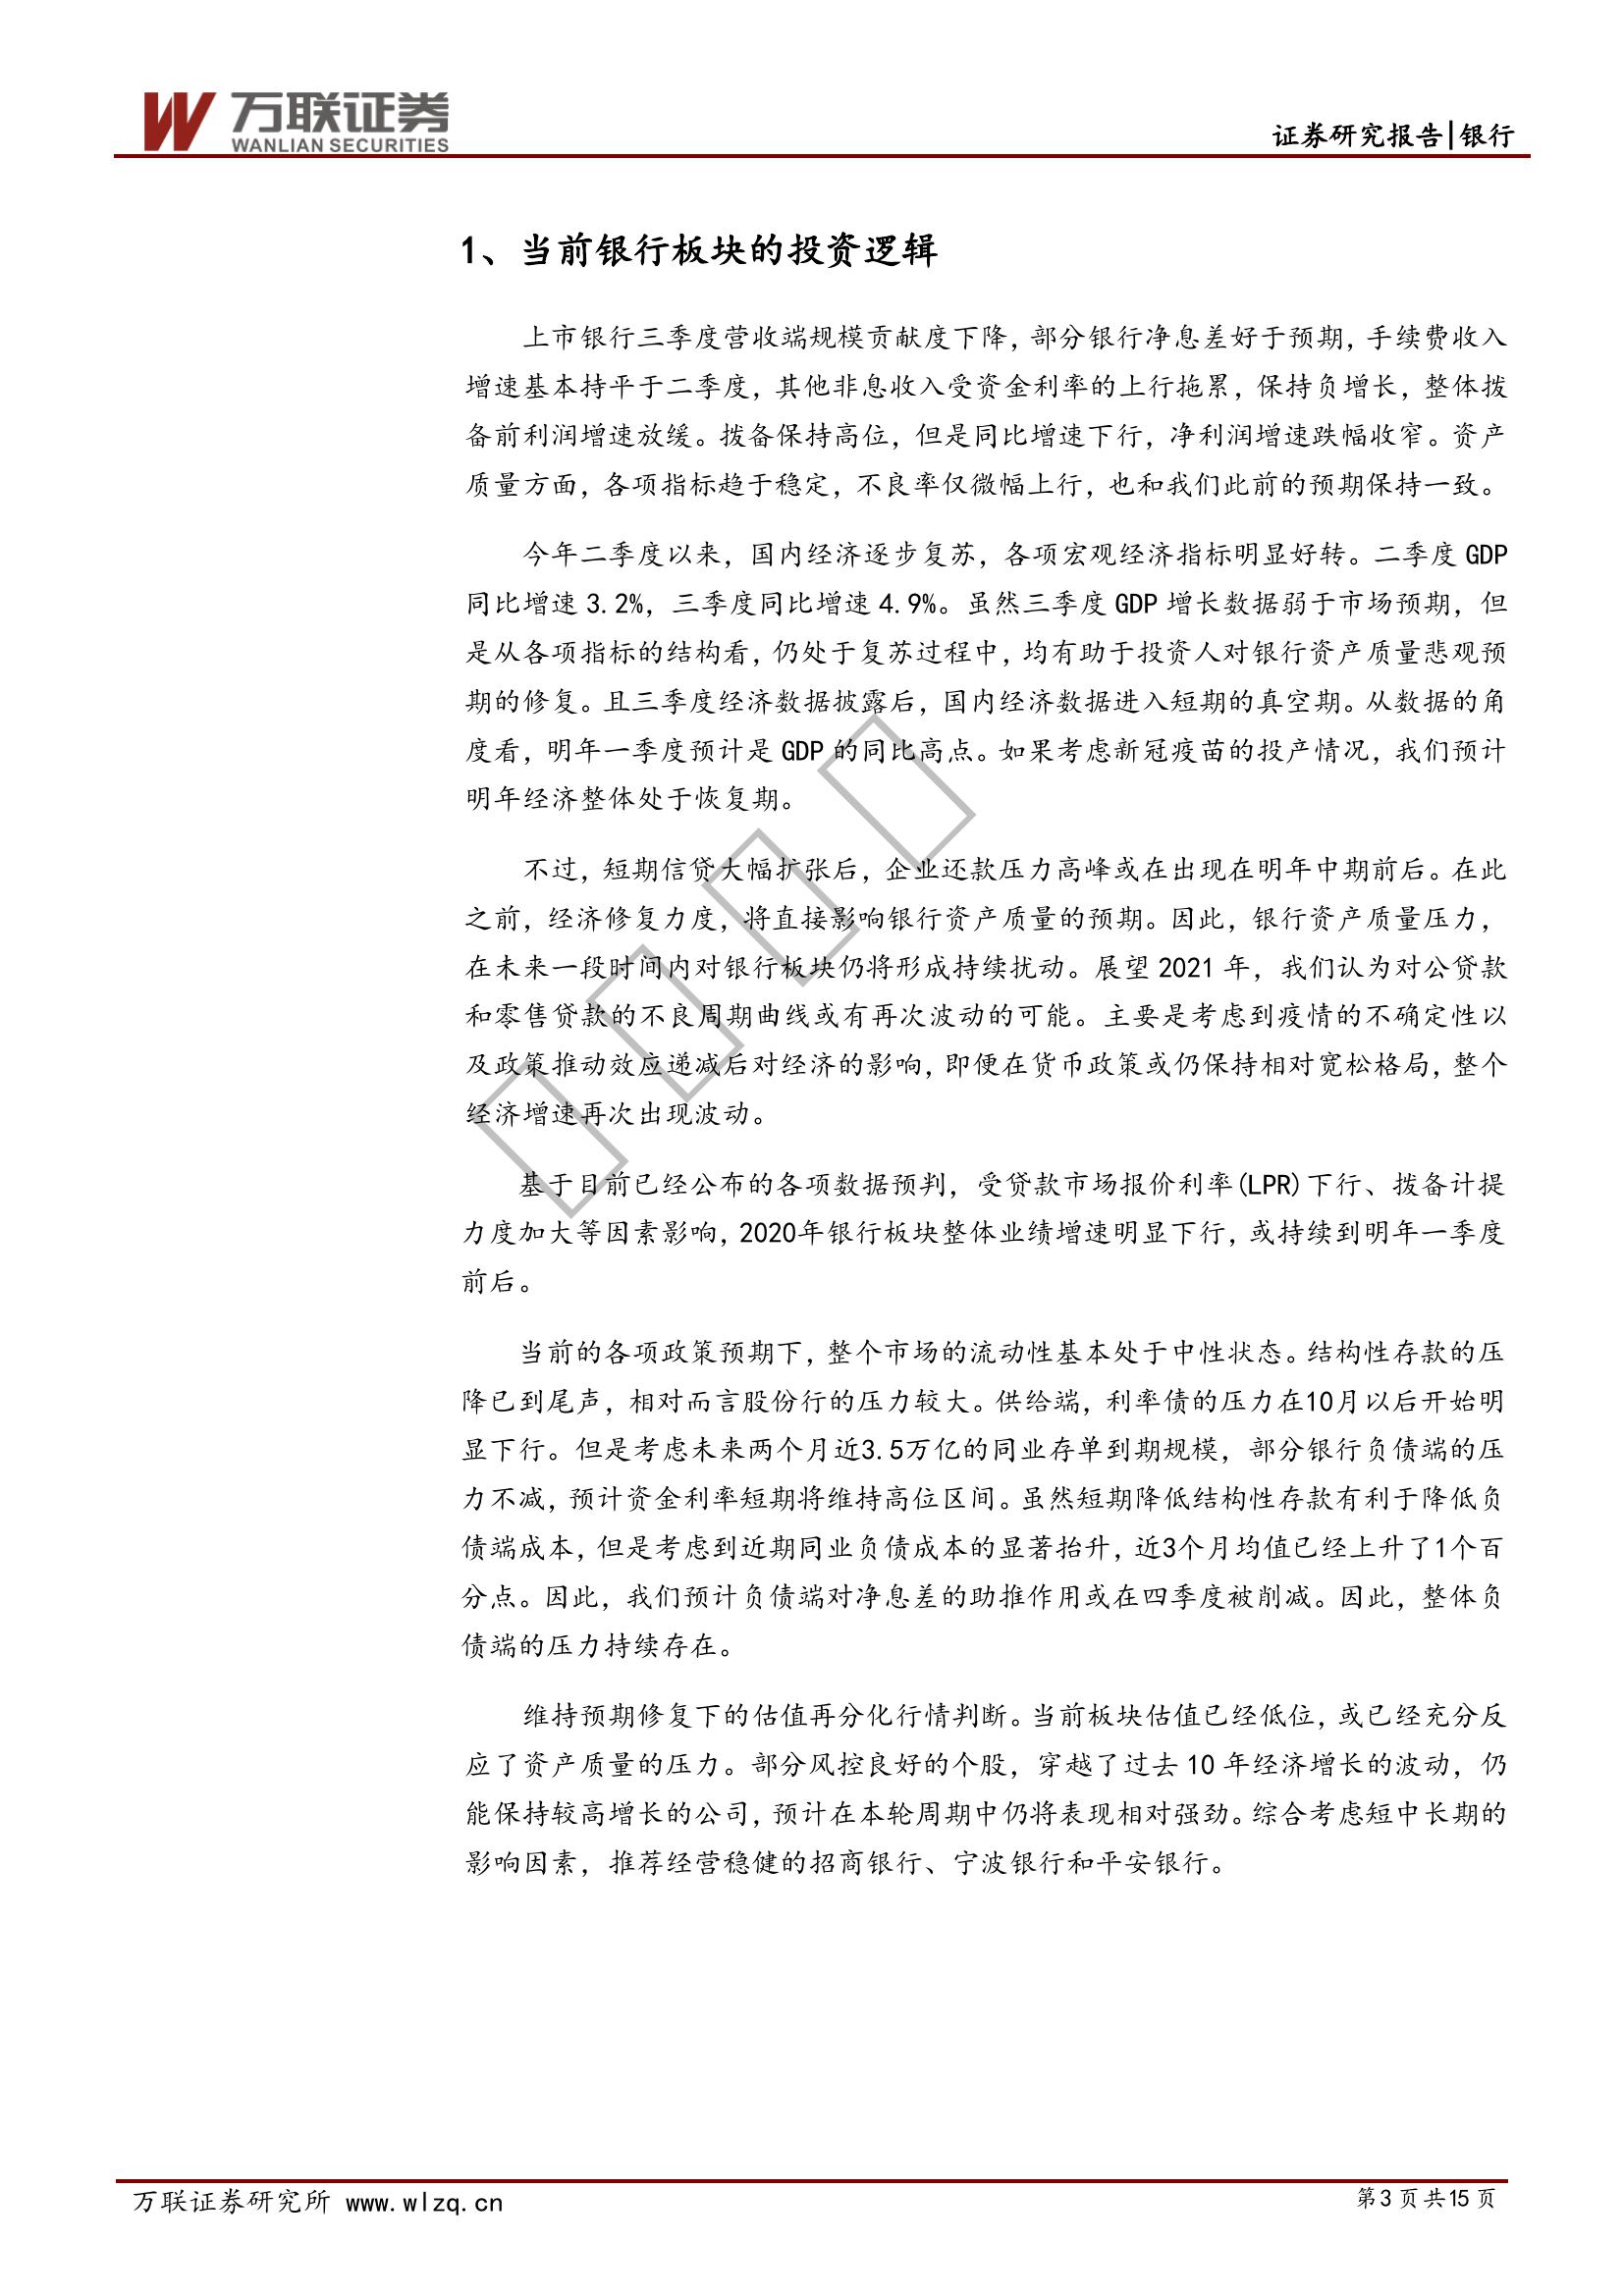 万联证券
WANLIAN SECURITIES
证券研究报告|银行
1、当前银行板块的投资逻辑
上市银行三季度营收端规模贡献度下降，部分银行净息差好于预期，手续费收入
增速基本持平于二季度，其他非息收入受资金利率的上行拖累，保持负增长，整体拨
备前利润增速放缓。拨备保持高位，但是同比增速下行，净利润增速跌幅收窄。资产
质量方面，各项指标趋于稳定，不良率仅微幅上行，也和我们此前的预期保持一致。
今年二季度以来，国内经济逐步复苏，各项宏观经济指标明显好转。二季度 GDP
同比增速 3.2%，三季度同比增速 4.9%。虽然三季度 GDP 增长数据弱于市场预期，但
是从各项指标的结构看，仍处于复苏过程中，均有助于投资人对银行资产质量悲观预
期的修复。且三季度经济数据披露后，国内经济数据进入短期的真空期。从数据的角
度看，明年一季度预计是 GDP 的同比高点。如果考虑新冠疫苗的投产情况，我们预计
明年经济整体处于恢复期。
不过，短期信贷大幅扩张后，企业还款压力高峰或在出现在明年中期前后。在此
之前，经济修复力度，将直接影响银行资产质量的预期。因此，银行资产质量压力，
在未来一段时间内对银行板块仍将形成持续扰动。展望 2021 年，我们认为对公贷款
和零售贷款的不良周期曲线或有再次波动的可能。主要是考虑到疫情的不确定性以
及政策推动效应递减后对经济的影响，即便在货币政策或仍保持相对宽松格局，整个
经济增速再次出现波动。
基于目前已经公布的各项数据预判，受贷款市场报价利率(LPR)下行、拨备计提
力度加大等因素影响，2020年银行板块整体业绩增速明显下行，或持续到明年一季度
前后。
当前的各项政策预期下，整个市场的流动性基本处于中性状态。结构性存款的压
降已到尾声，相对而言股份行的压力较大。供给端，利率债的压力在10月以后开始明
显下行。但是考虑未来两个月近3.5万亿的同业存单到期规模，部分银行负债端的压
力不减，预计资金利率短期将维持高位区间。虽然短期降低结构性存款有利于降低负
债端成本，但是考虑到近期同业负债成本的显著抬升，近3个月均值已经上升了1个百
分点。因此，我们预计负债端对净息差的助推作用或在四季度被削减。因此，整体负
债端的压力持续存在。
维持预期修复下的估值再分化行情判断。当前板块估值已经低位，或已经充分反
应了资产质量的压力。部分风控良好的个股，穿越了过去 10 年经济增长的波动，仍
能保持较高增长的公司，预计在本轮周期中仍将表现相对强劲。综合考虑短中长期的
影响因素，推荐经营稳健的招商银行、宁波银行和平安银行。
万联证券研究所 www.wlzq.cn
第 3 页 共 15 页